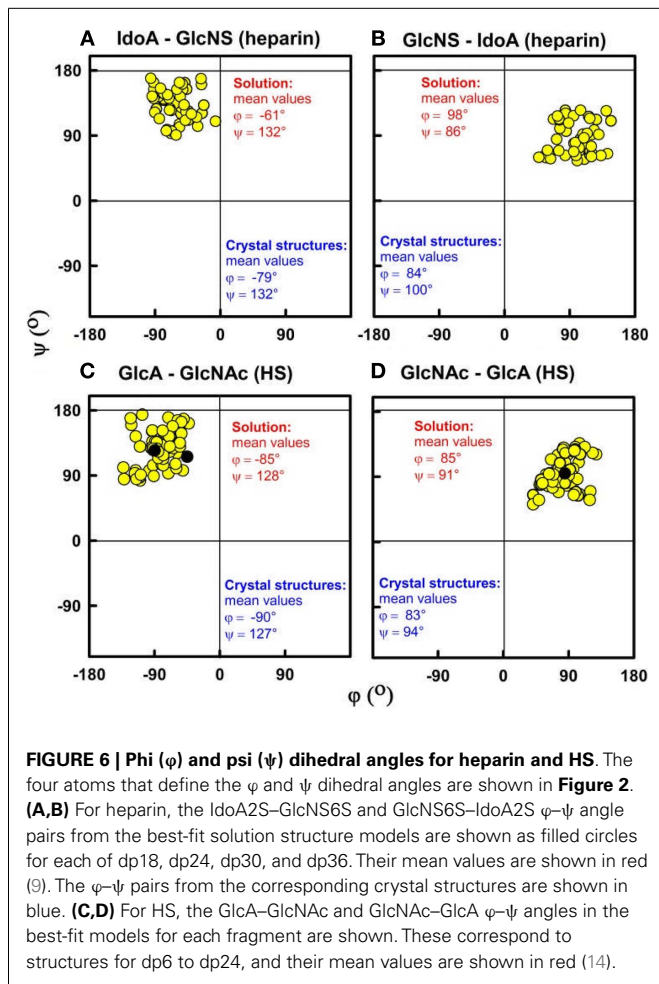 A IdoA - GlcNS (heparin)
180
90
0
-90
-180 -90 0 90
Solution:
mean values
φ = -61°
ψ = 132°
Crystal structures:
mean values
φ = -79°
ψ = 132°
B GlcNS - IdoA (heparin)
180
90
0
-90
-180 0 90 180
Solution:
mean values
φ = 98°
ψ = 86°
Crystal structures:
mean values
φ = 84°
ψ = 100°
ψ (°)
C GlcA - GlcNAc (HS)
180
90
0
-90
-180 -90 0 90
Solution:
mean values
φ = -85°
ψ = 128°
Crystal structures:
mean values
φ = -90°
ψ = 127°
D GlcNAc - GlcA (HS)
180
90
0
-90
-180 0 90 180
Solution:
mean values
φ = 85°
ψ = 91°
Crystal structures:
mean values
φ = 83°
ψ = 94°
φ (°)
FIGURE 6 | Phi (φ) and psi (ψ) dihedral angles for heparin and HS. The
four atoms that define the φ and ψ dihedral angles are shown in Figure 2.
(A,B) For heparin, the IdoA2S–GlcNS6S and GlcNS6S–IdoA2S φ–ψ angle
pairs from the best-fit solution structure models are shown as filled circles
for each of dp18, dp24, dp30, and dp36. Their mean values are shown in red
(9). The φ–ψ pairs from the corresponding crystal structures are shown in
blue. (C,D) For HS, the GlcA–GlcNAc and GlcNAc–GlcA φ–ψ angles in the
best-fit models for each fragment are shown. These correspond to
structures for dp6 to dp24, and their mean values are shown in red (14).